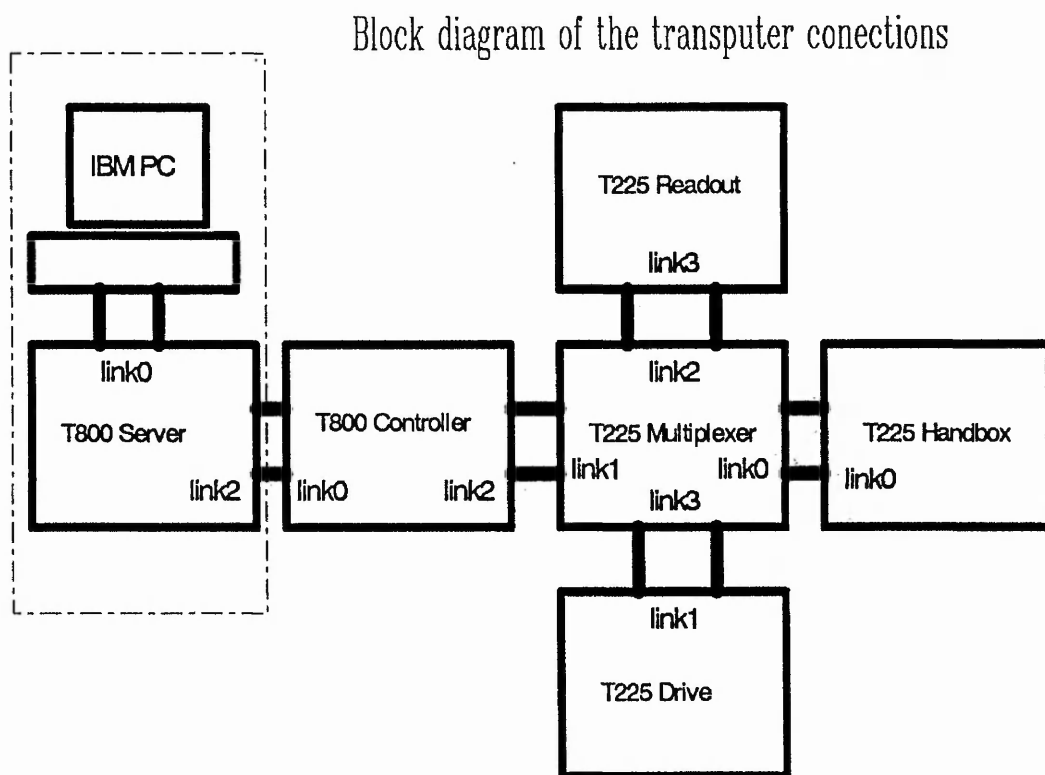 Block diagram of the transputer conections
IBM PC
T225 Readout
link3
link0
T800 Server
link2
T800 Controller
link0
link2
link2
T225 Multiplexer
link1
link0
link3
T225 Handbox
link0
link1
T225 Drive